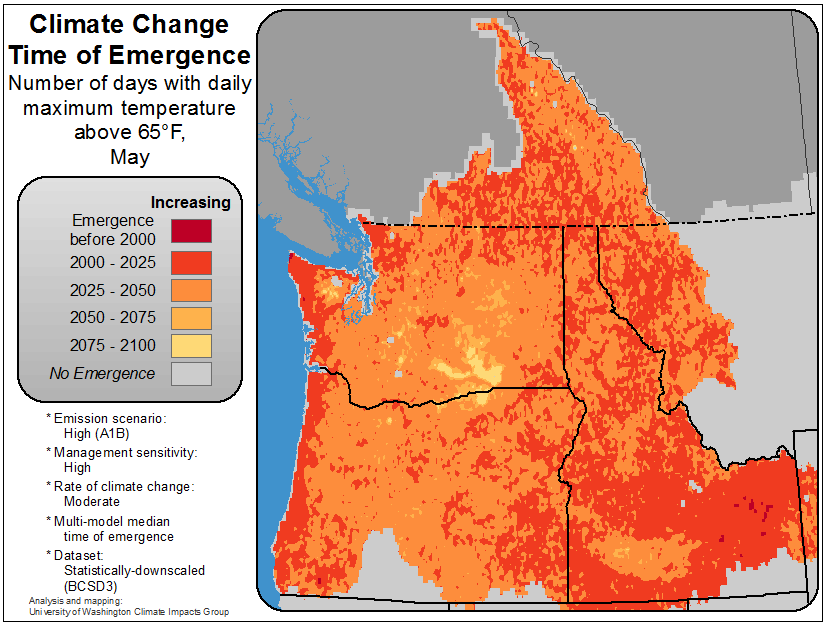 Climate Change
Time of Emergence
Number of days with daily
maximum temperature
above 65°F,
May
Increasing
Emergence
before 2000
2000 - 2025
2025 - 2050
2050 - 2075
2075 - 2100
No Emergence
* Emission scenario:
High (A1B)
* Management sensitivity:
High
* Rate of climate change:
Moderate
* Multi-model median
time of emergence
* Dataset:
Statistically-downscaled
(BCSD3)
Analysis and mapping:
University of Washington Climate Impacts Group